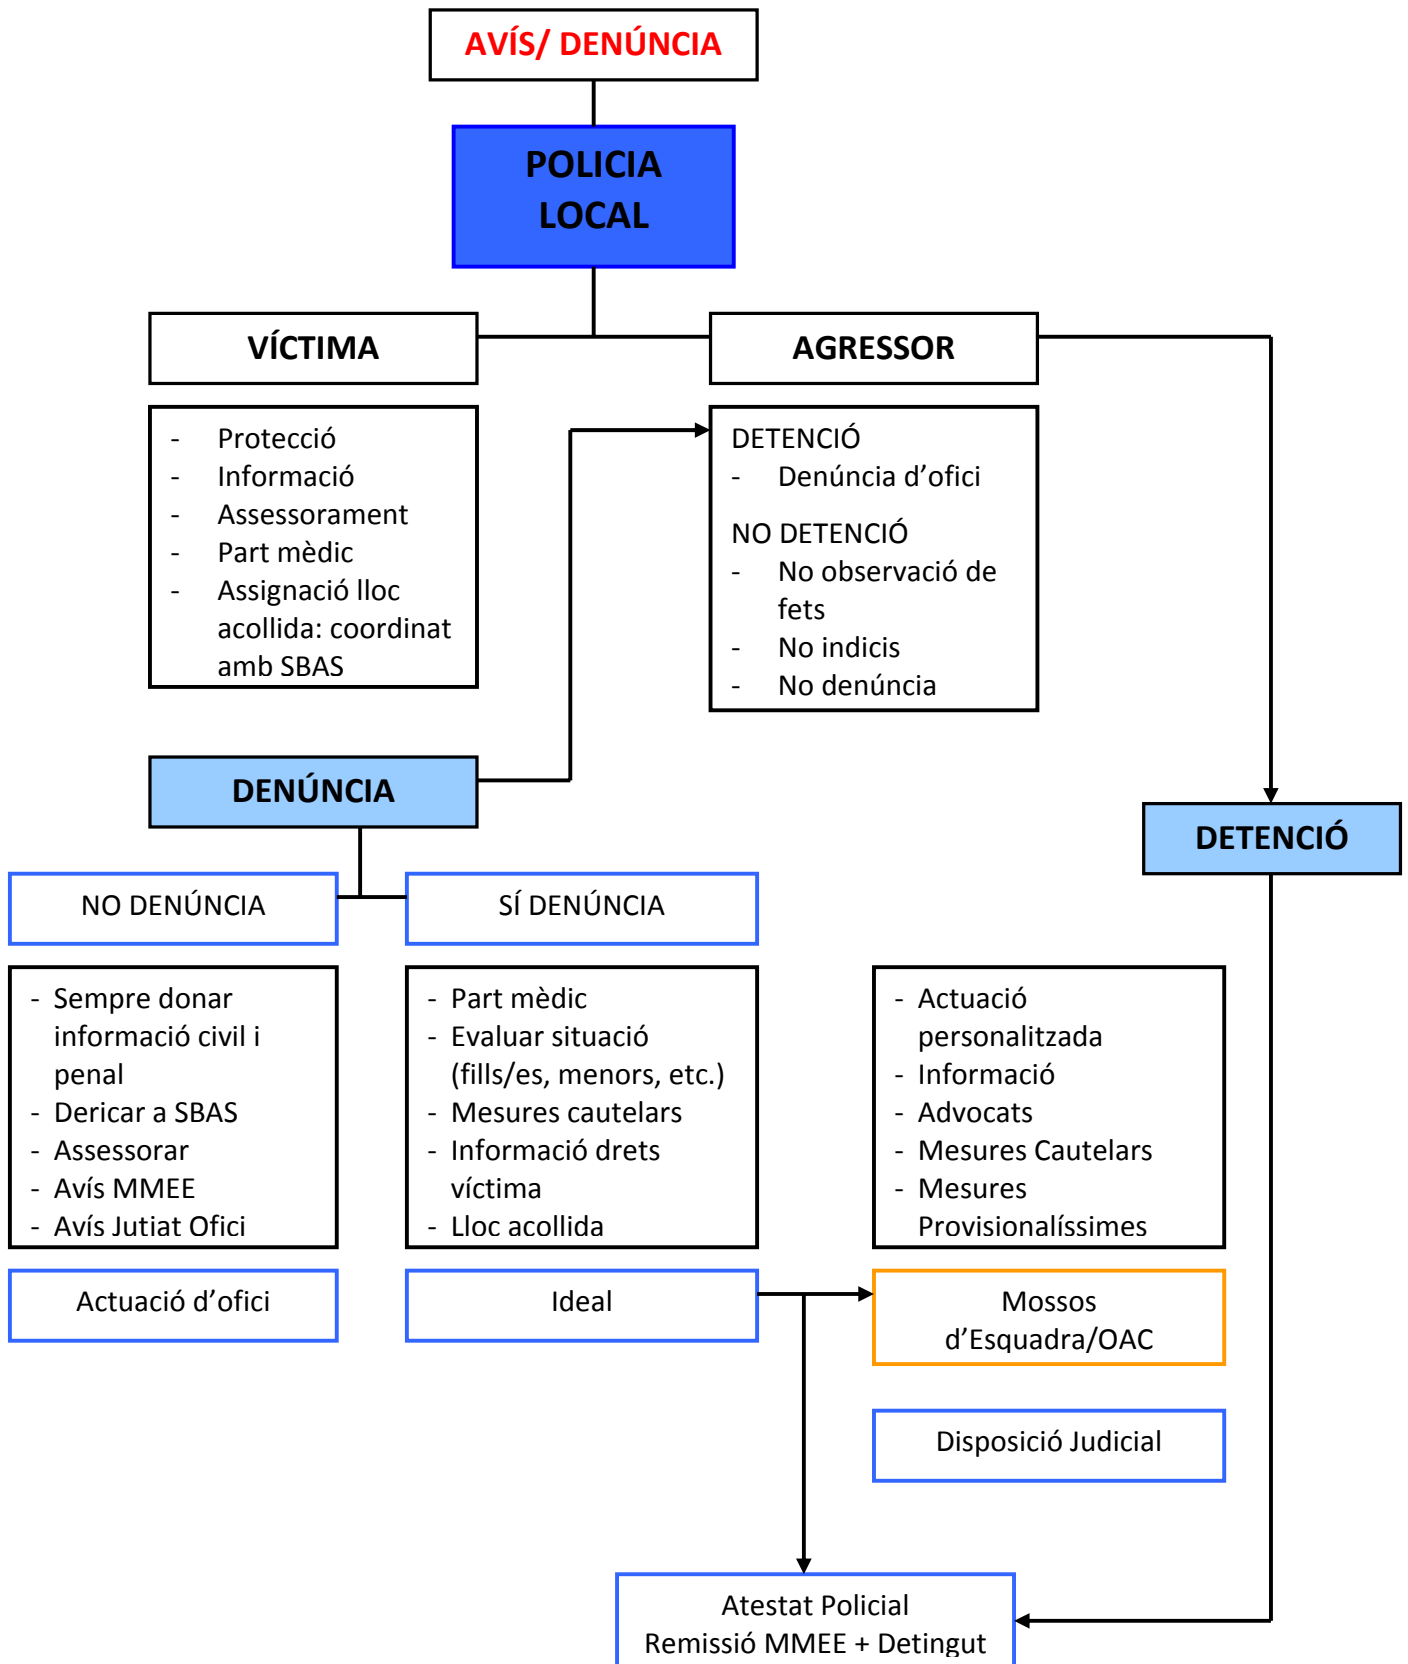 AVÍS/ DENÚNCIA
POLICIA
LOCAL
VÍCTIMA
AGRESSOR
- Protecció
- Informació
- Assessorament
- Part mèdic
- Assignació lloc
acollida: coordinat
amb SBAS
DETENCIÓ
- Denúncia d’ofici
NO DETENCIÓ
- No observació de
fets
- No indicis
- No denúncia
DENÚNCIA
DETENCIÓ
NO DENÚNCIA
SÍ DENÚNCIA
- Sempre donar
informació civil i
penal
- Dericar a SBAS
- Assessorar
- Avís MMEE
- Avís Jutiat Ofici
- Part mèdic
- Evaluar situació
(fills/es, menors, etc.)
- Mesures cautelars
- Informació drets
víctima
- Lloc acollida
- Actuació
personalitzada
- Informació
- Advocats
- Mesures Cautelars
- Mesures
Provisionalíssimes
Actuació d’ofici
Ideal
Mossos
d’Esquadra/OAC
Disposició Judicial
Atestat Policial
Remissió MMEE + Detingut